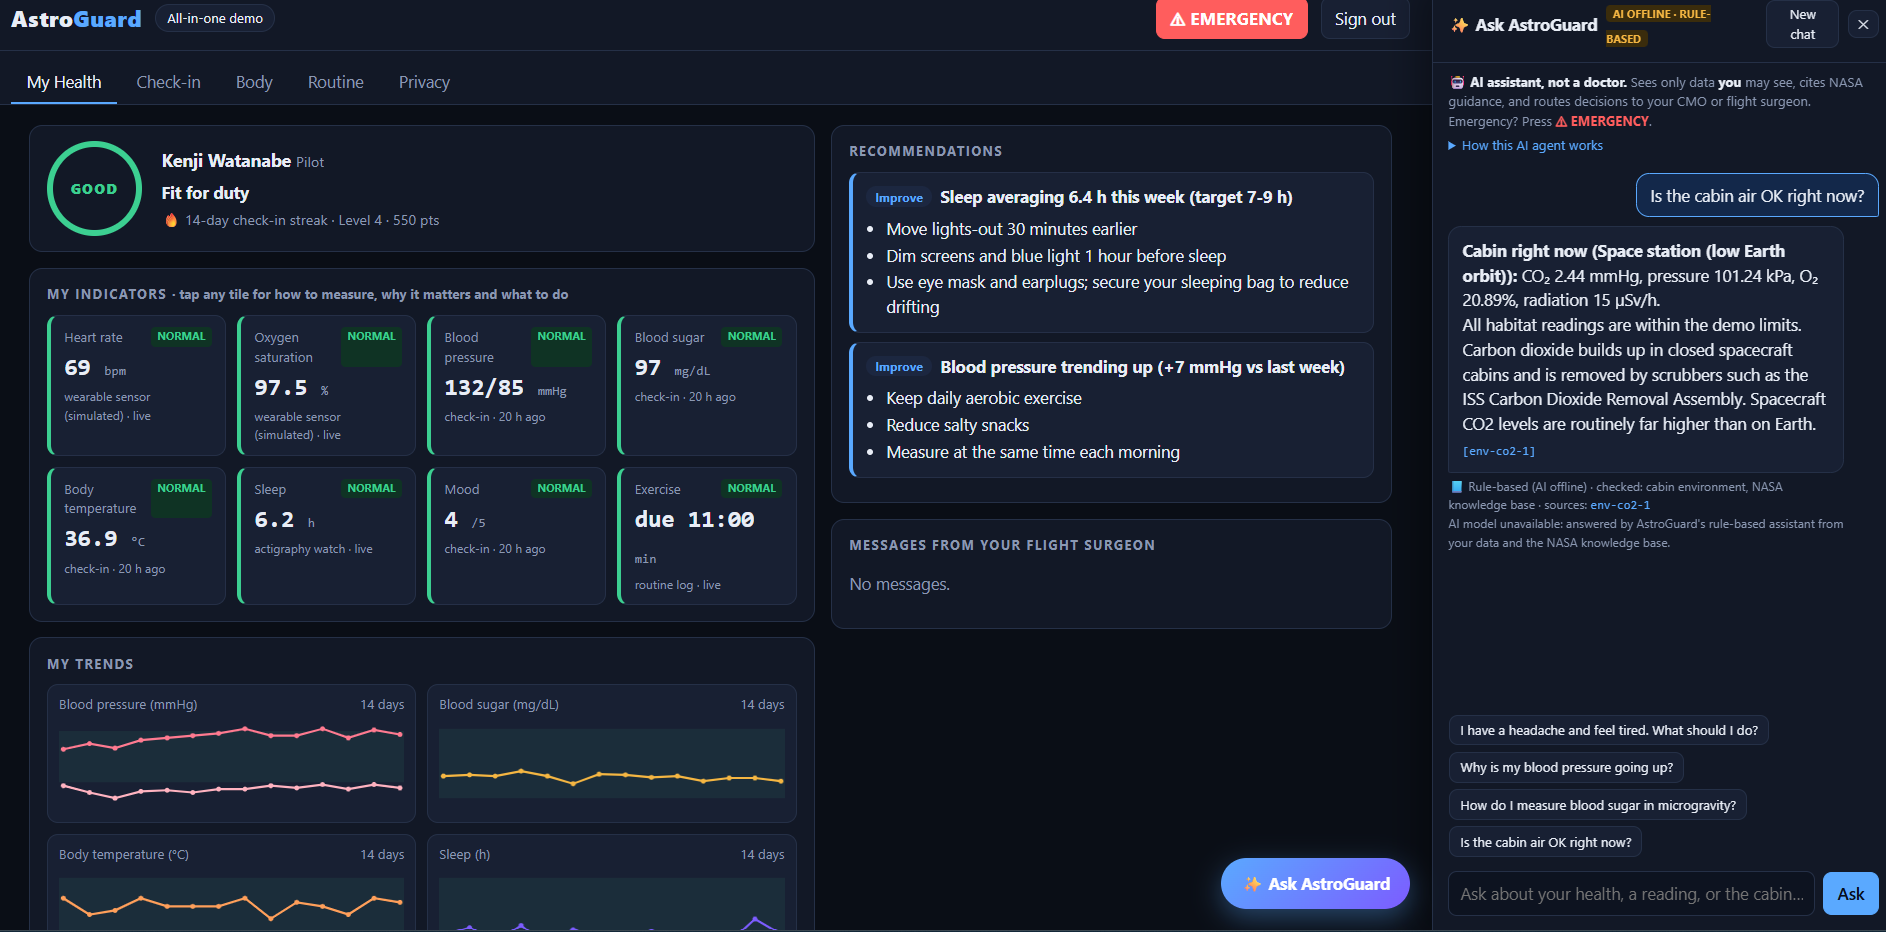 AstroGuard
All-in-one demo
⚠ EMERGENCY
Sign out
My Health
Check-in
Body
Routine
Privacy
GOOD
Kenji Watanabe Pilot
Fit for duty
🔥 14-day check-in streak · Level 4 · 550 pts
MY INDICATORS · tap any tile for how to measure, why it matters and what to do
Heart rate
NORMAL
69 bpm
wearable sensor
(simulated) · live
Oxygen
saturation
NORMAL
97.5 %
wearable sensor
(simulated) · live
Blood
pressure
NORMAL
132/85 mmHg
check-in · 20 h ago
Blood sugar
NORMAL
97 mg/dL
check-in · 20 h ago
Body
temperature
NORMAL
36.9 °C
check-in · 20 h ago
Sleep
NORMAL
6.2 h
actigraphy watch · live
Mood
NORMAL
4 /5
check-in · 20 h ago
Exercise
NORMAL
due 11:00
min
routine log · live
MY TRENDS
Blood pressure (mmHg)
14 days
Blood sugar (mg/dL)
14 days
Body temperature (°C)
14 days
Sleep (h)
14 days
RECOMMENDATIONS
Improve Sleep averaging 6.4 h this week (target 7-9 h)
• Move lights-out 30 minutes earlier
• Dim screens and blue light 1 hour before sleep
• Use eye mask and earplugs; secure your sleeping bag to reduce
drifting
Improve Blood pressure trending up (+7 mmHg vs last week)
• Keep daily aerobic exercise
• Reduce salty snacks
• Measure at the same time each morning
MESSAGES FROM YOUR FLIGHT SURGEON
No messages.
✨ Ask AstroGuard
✨ Ask AstroGuard
AI OFFLINE · RULE-
BASED
New
chat
✕
AI assistant, not a doctor. Sees only data you may see, cites NASA
guidance, and routes decisions to your CMO or flight surgeon.
Emergency? Press ⚠ EMERGENCY.
▶ How this AI agent works
Is the cabin air OK right now?
Cabin right now (Space station (low Earth
orbit)): CO₂ 2.44 mmHg, pressure 101.24 kPa, O₂
20.89%, radiation 15 µSv/h.
All habitat readings are within the demo limits.
Carbon dioxide builds up in closed spacecraft
cabins and is removed by scrubbers such as the
ISS Carbon Dioxide Removal Assembly. Spacecraft
CO2 levels are routinely far higher than on Earth.
[env-co2-1]
Rule-based (AI offline) · checked: cabin environment, NASA
knowledge base · sources: env-co2-1
AI model unavailable: answered by AstroGuard's rule-based assistant from
your data and the NASA knowledge base.
I have a headache and feel tired. What should I do?
Why is my blood pressure going up?
How do I measure blood sugar in microgravity?
Is the cabin air OK right now?
Ask about your health, a reading, or the cabin...
Ask